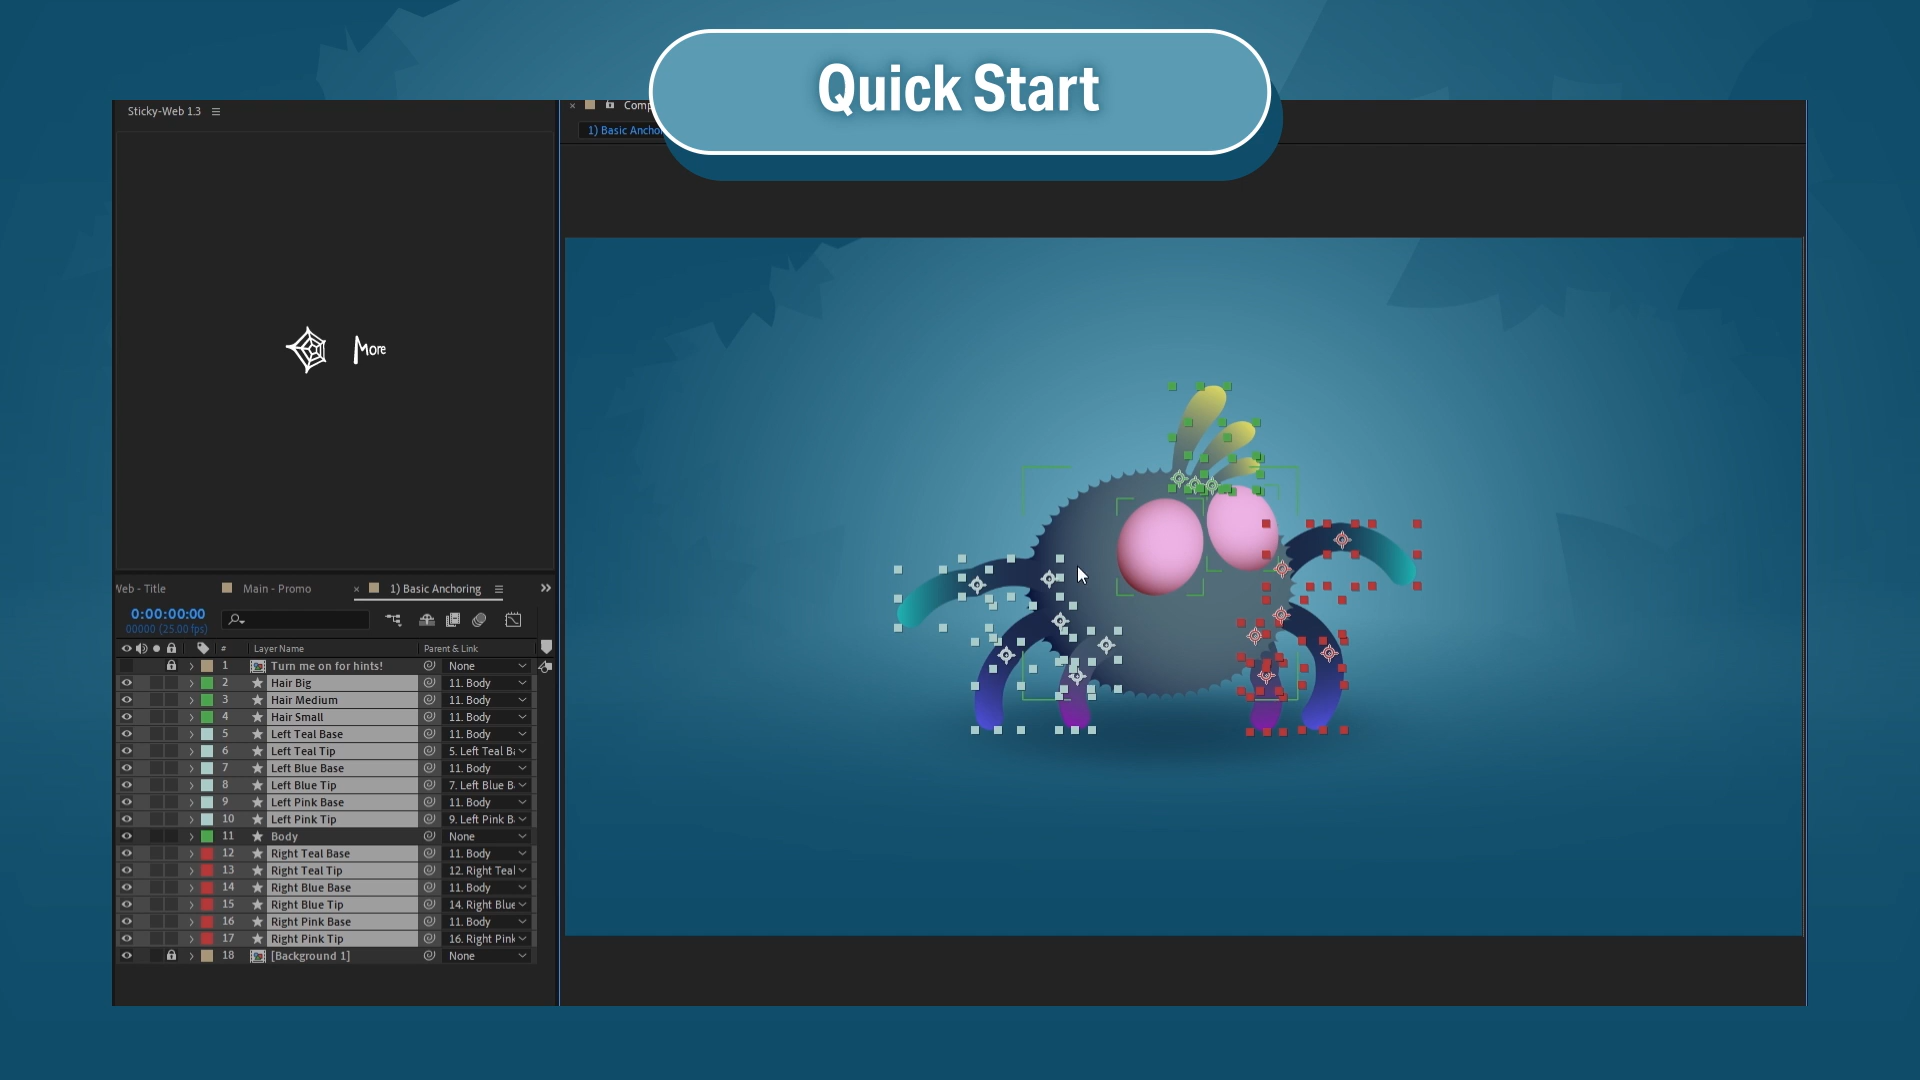 Quick Start
Sticky-Web 1.3
Comp
1) Basic Anchor
More
Web - Title
Main - Promo
1) Basic Anchoring
0:00:00:00
00000 (25.00 fps)
# Layer Name Parent & Link
1 Turn me on for hints! None
2 Hair Big 11. Body
3 Hair Medium 11. Body
4 Hair Small 11. Body
5 Left Teal Base 11. Body
6 Left Teal Tip 5. Left Teal Ba
7 Left Blue Base 11. Body
8 Left Blue Tip 7. Left Blue B
9 Left Pink Base 11. Body
10 Left Pink Tip 9. Left Pink B
11 Body None
12 Right Teal Base 11. Body
13 Right Teal Tip 12. Right Teal
14 Right Blue Base 11. Body
15 Right Blue Tip 14. Right Blue
16 Right Pink Base 11. Body
17 Right Pink Tip 16. Right Pink
18 [Background 1] None